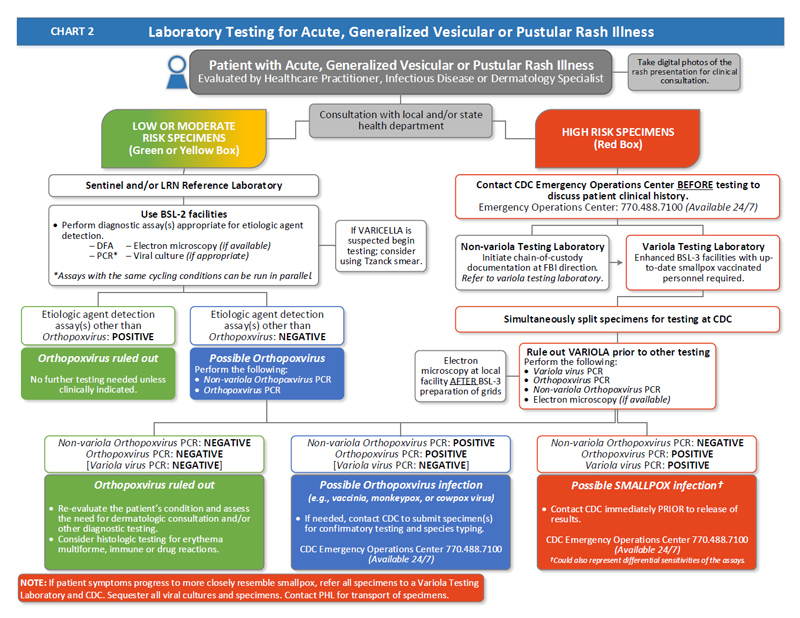 CHART 2
Laboratory Testing for Acute, Generalized Vesicular or Pustular Rash Illness
Patient with Acute, Generalized Vesicular or Pustular Rash Illness
Evaluated by Healthcare Practitioner, Infectious Disease or Dermatology Specialist
Take digital photos of the
rash presentation for clinical
consultation.
Consultation with local and/or state
health department
LOW OR MODERATE
RISK SPECIMENS
(Green or Yellow Box)
HIGH RISK SPECIMENS
(Red Box)
Sentinel and/or LRN Reference Laboratory
Use BSL-2 facilities
• Perform diagnostic assay(s) appropriate for etiologic agent
detection.
– DFA – Electron microscopy (if available)
– PCR* – Viral culture (if appropriate)
*Assays with the same cycling conditions can be run in parallel.
If VARICELLA is
suspected begin
testing; consider
using Tzanck smear.
Contact CDC Emergency Operations Center BEFORE testing to
discuss patient clinical history.
Emergency Operations Center: 770.488.7100 (Available 24/7)
Non-variola Testing Laboratory
Initiate chain-of-custody
documentation at FBI direction.
Refer to variola testing laboratory.
Variola Testing Laboratory
Enhanced BSL-3 facilities with up-
to-date smallpox vaccinated
personnel required.
Simultaneously split specimens for testing at CDC
Etiologic agent detection
assay(s) other than
Orthopoxvirus: POSITIVE
Orthopoxvirus ruled out
No further testing needed unless
clinically indicated.
Etiologic agent detection
assay(s) other than
Orthopoxvirus: NEGATIVE
Possible Orthopoxvirus
Perform the following:
• Non-variola Orthopoxvirus PCR
• Orthopoxvirus PCR
Electron
microscopy at local
facility AFTER BSL-3
preparation of grids
Rule out VARIOLA prior to other testing
Perform the following:
• Variola virus PCR
• Orthopoxvirus PCR
• Non-variola Orthopoxvirus PCR
• Electron microscopy (if available)
Non-variola Orthopoxvirus PCR: NEGATIVE
Orthopoxvirus PCR: NEGATIVE
[Variola virus PCR: NEGATIVE]
Orthopoxvirus ruled out
• Re-evaluate the patient's condition and assess
the need for dermatologic consultation and/or
other diagnostic testing.
• Consider histologic testing for erythema
multiforme, immune or drug reactions.
Non-variola Orthopoxvirus PCR: POSITIVE
Orthopoxvirus PCR: POSITIVE
[Variola virus PCR: NEGATIVE]
Possible Orthopoxvirus infection
(e.g., vaccinia, monkeypox, or cowpox virus)
• If needed, contact CDC to submit specimen(s)
for confirmatory testing and species typing.
CDC Emergency Operations Center 770.488.7100
(Available 24/7)
Non-variola Orthopoxvirus PCR: NEGATIVE
Orthopoxvirus PCR: POSITIVE
Variola virus PCR: POSITIVE
Possible SMALLPOX infection†
• Contact CDC immediately PRIOR to release of
results.
CDC Emergency Operations Center 770.488.7100
(Available 24/7)
†Could also represent differential sensitivities of the assays.
NOTE: If patient symptoms progress to more closely resemble smallpox, refer all specimens to a Variola Testing
Laboratory and CDC. Sequester all viral cultures and specimens. Contact PHL for transport of specimens.